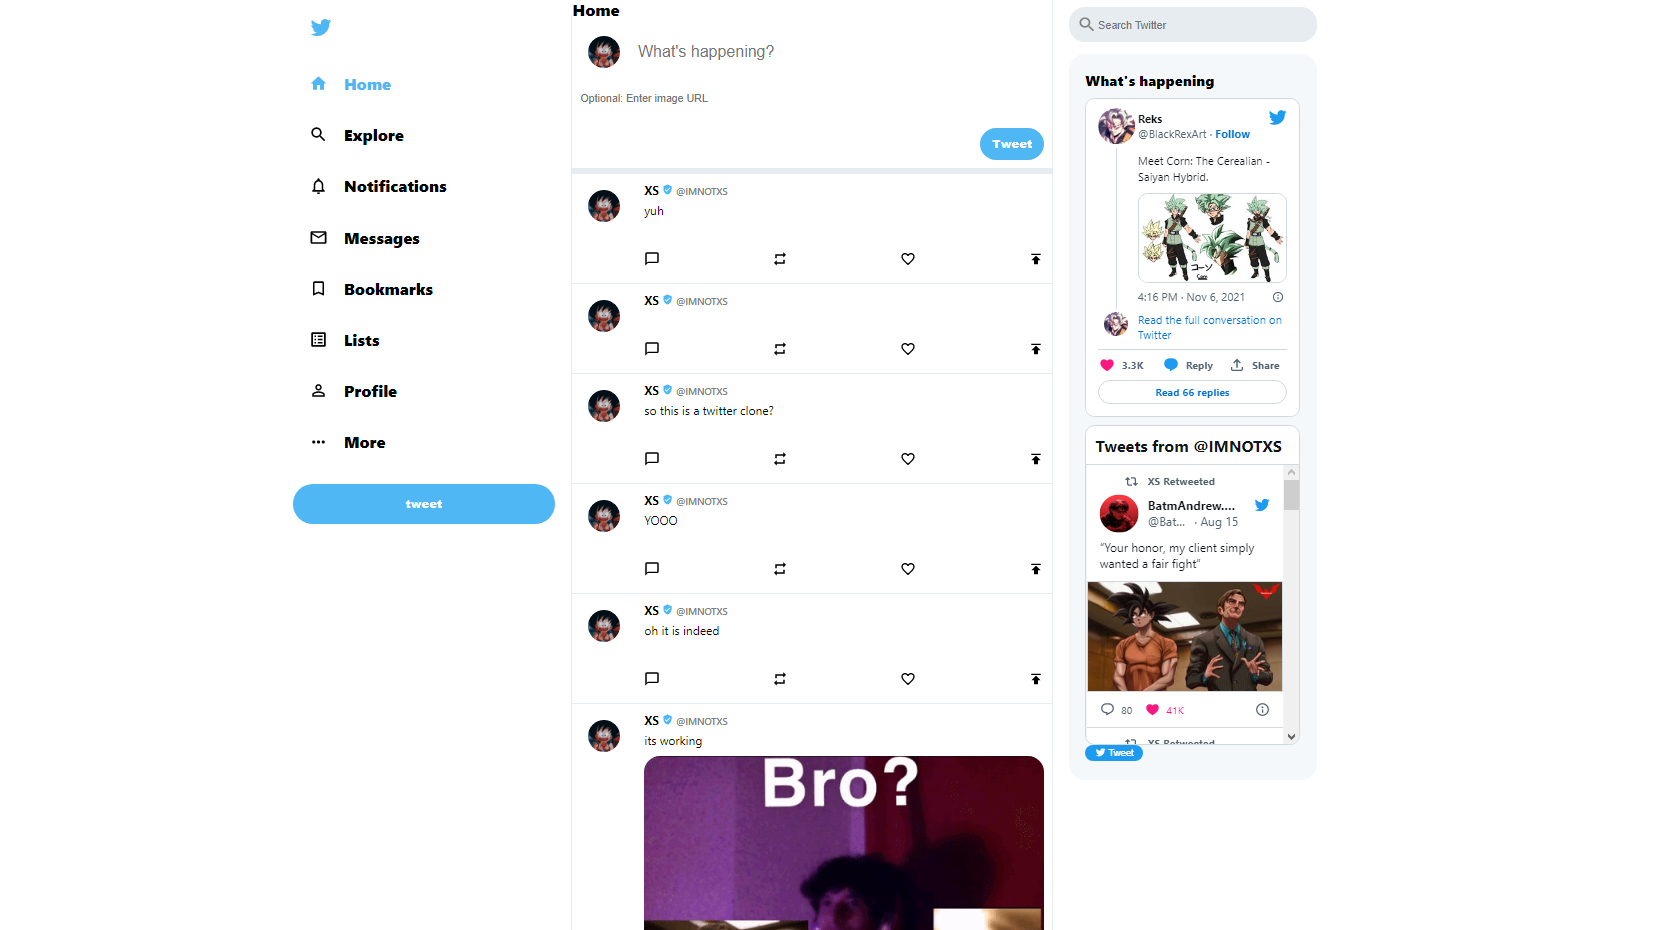 Home
Explore
Notifications
Messages
Bookmarks
Lists
Profile
More
tweet
Home
What's happening?
Optional: Enter image URL
Tweet
XS @IMNOTXS
yuh
XS @IMNOTXS
XS @IMNOTXS
so this is a twitter clone?
XS @IMNOTXS
YOOO
XS @IMNOTXS
oh it is indeed
XS @IMNOTXS
its working
Bro?
Search Twitter
What's happening
Reks
@BlackRexArt · Follow
Meet Corn: The Cerealian -
Saiyan Hybrid.
コーン
Corn
4:16 PM · Nov 6, 2021
Read the full conversation on
Twitter
3.3K Reply Share
Read 66 replies
Tweets from @IMNOTXS
XS Retweeted
BatmAndrew....
@Bat... · Aug 15
“Your honor, my client simply
wanted a fair fight”
80 41K
XS Retweeted
Tweet